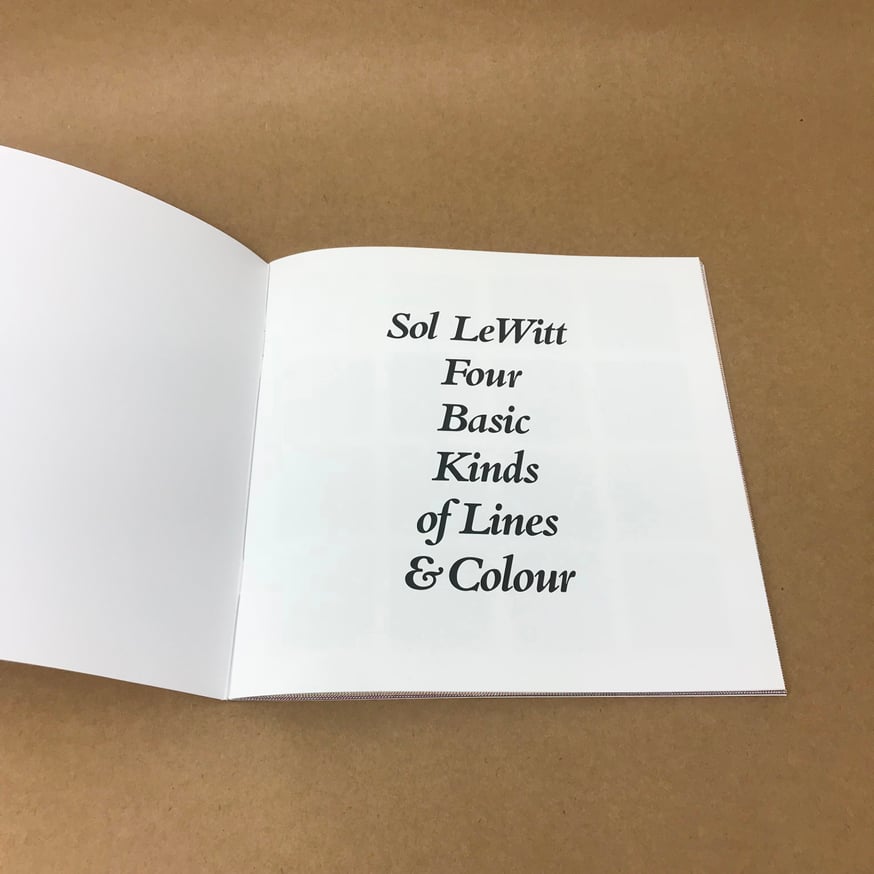 Sol LeWitt
Four
Basic
Kinds
of Lines
& Colour